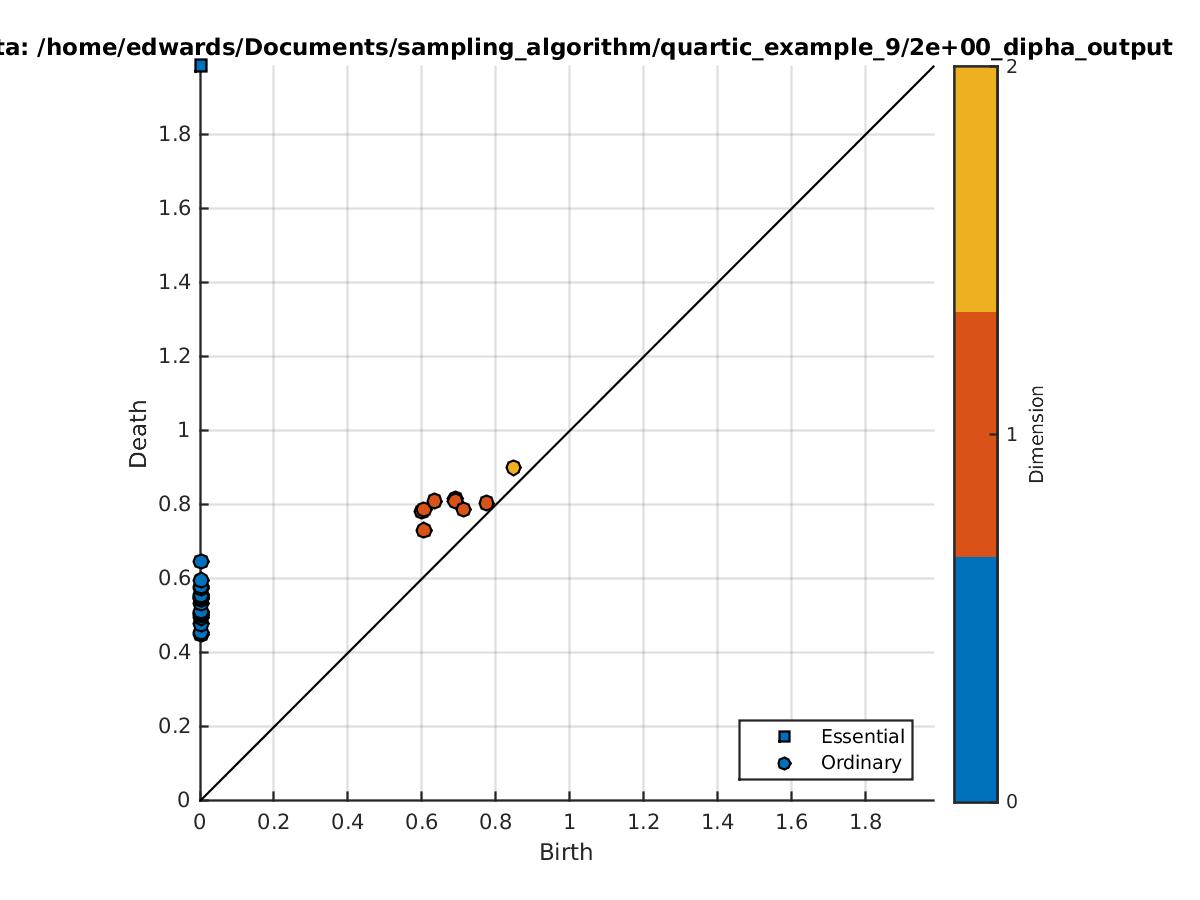 ta: /home/edwards/Documents/sampling_algorithm/quartic_example_9/2e+00_dipha_output
1.8
1.6
1.4
1.2
1
0.8
0.6
0.4
0.2
0
0 0.2 0.4 0.6 0.8 1 1.2 1.4 1.6 1.8
Birth
Death
Essential
Ordinary
2
1
0
Dimension